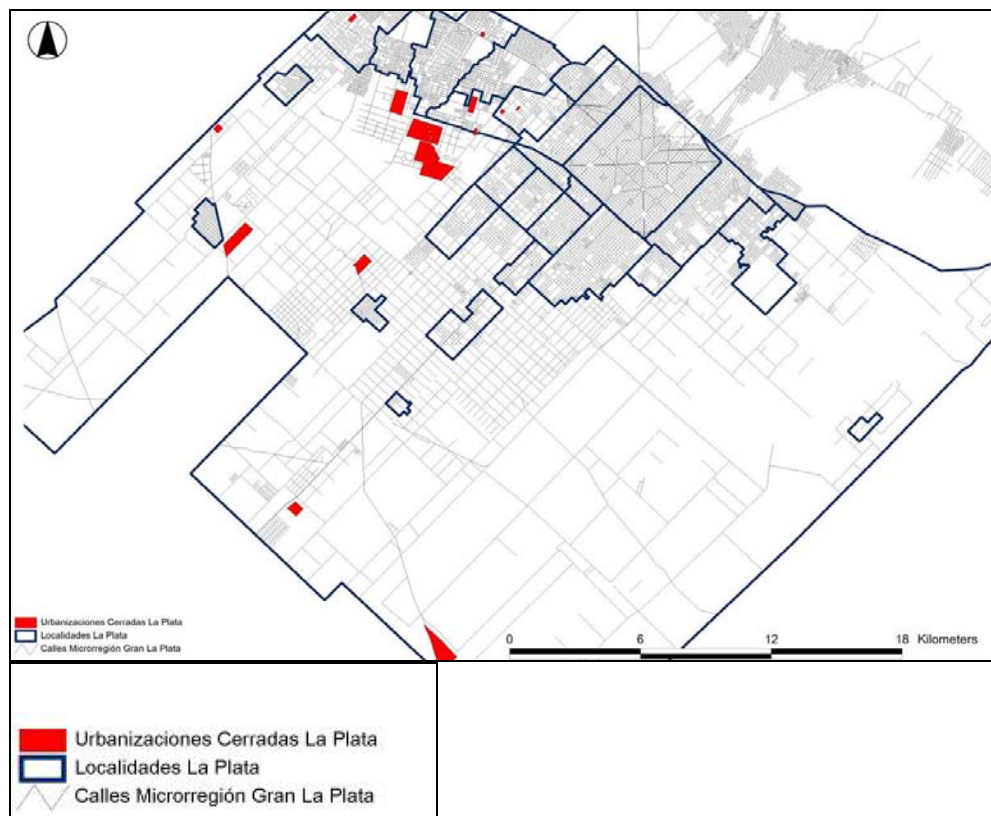 Urbanizaciones Cerradas La Plata
Localidades La Plata
Calles Microrregión Gran La Plata
0 6 12 18 Kilometers
Urbanizaciones Cerradas La Plata
Localidades La Plata
Calles Microrregión Gran La Plata